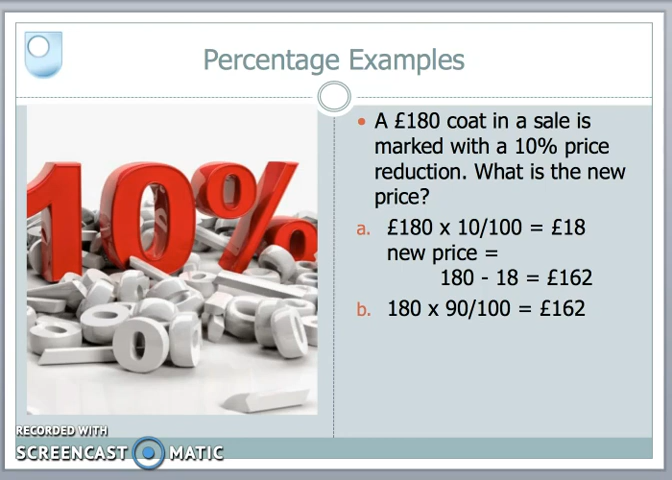 Percentage Examples
10%
• A £180 coat in a sale is
marked with a 10% price
reduction. What is the new
price?
a. £180 x 10/100 = £18
new price =
180 - 18 = £162
b. 180 x 90/100 = £162
RECORDED WITH
SCREENCAST MATIC